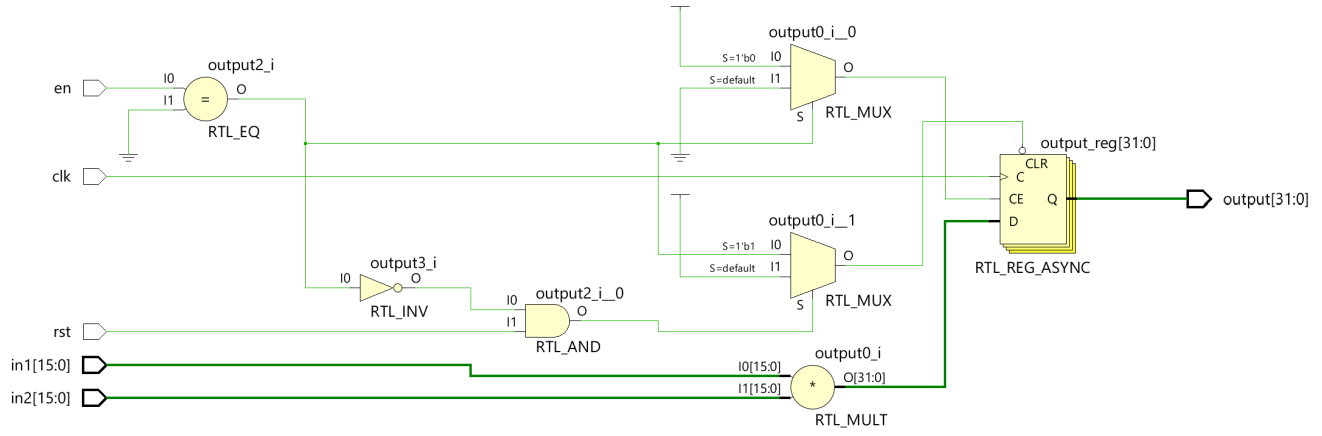 output0_i__0
S=1'b0
I0
O
S=default
I1
S
RTL_MUX
output2_i
en
I0
I1
=
O
RTL_EQ
clk
output_reg[31:0]
CLR
C
CE
Q
D
RTL_REG_ASYNC
output[31:0]
output0_i__1
S=1'b1
I0
O
S=default
I1
S
RTL_MUX
output3_i
I0
O
RTL_INV
output2_i__0
I0
O
rst
I1
RTL_AND
in1[15:0]
in2[15:0]
output0_i
I0[15:0]
I1[15:0]
*
O[31:0]
RTL_MULT